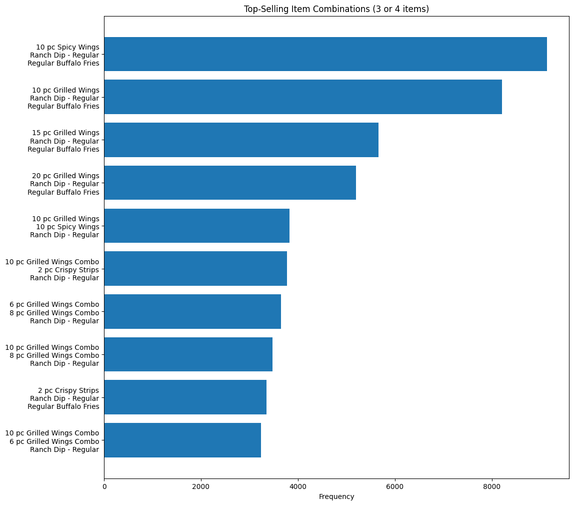 Top-Selling Item Combinations (3 or 4 items)
10 pc Spicy Wings
Ranch Dip - Regular
Regular Buffalo Fries
10 pc Grilled Wings
Ranch Dip - Regular
Regular Buffalo Fries
15 pc Grilled Wings
Ranch Dip - Regular
Regular Buffalo Fries
20 pc Grilled Wings
Ranch Dip - Regular
Regular Buffalo Fries
10 pc Grilled Wings
10 pc Spicy Wings
Ranch Dip - Regular
10 pc Grilled Wings Combo
2 pc Crispy Strips
Ranch Dip - Regular
6 pc Grilled Wings Combo
8 pc Grilled Wings Combo
Ranch Dip - Regular
10 pc Grilled Wings Combo
8 pc Grilled Wings Combo
Ranch Dip - Regular
2 pc Crispy Strips
Ranch Dip - Regular
Regular Buffalo Fries
10 pc Grilled Wings Combo
6 pc Grilled Wings Combo
Ranch Dip - Regular
0 2000 4000 6000 8000
Frequency